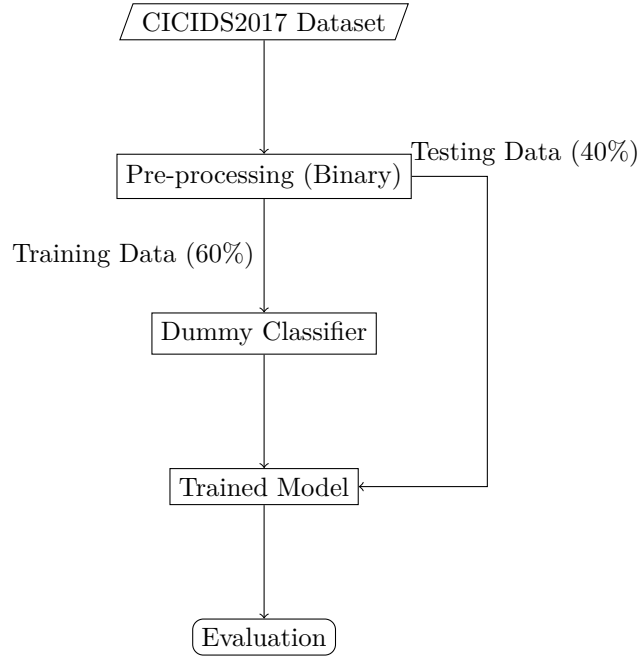 CICIDS2017 Dataset
Testing Data (40%)
Pre-processing (Binary)
Training Data (60%)
Dummy Classifier
Trained Model
Evaluation